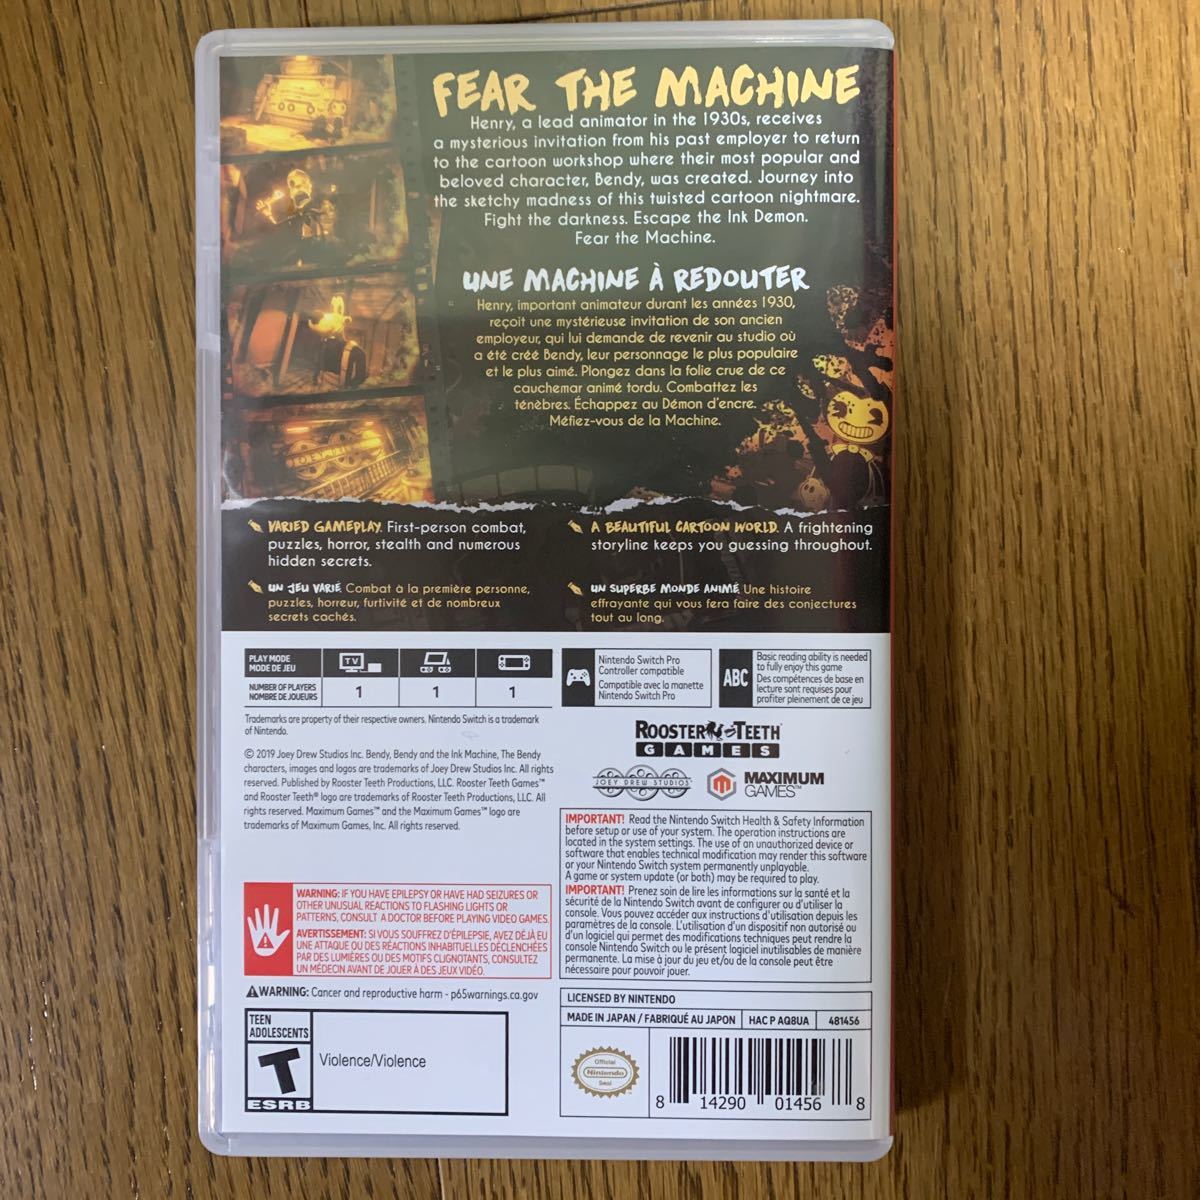 FEAR THE MACHINE
Henry, a lead animator in the 1930s, receives
a mysterious invitation from his past employer to return
to the cartoon workshop where their most popular and
beloved character, Bendy, was created. Journey into
the sketchy madness of this twisted cartoon nightmare.
Fight the darkness. Escape the Ink Demon.
Fear the Machine.
UNE MACHINE À REDOUTER
Henry, important animateur durant les années 1930,
reçoit une mystérieuse invitation de son ancien
employeur, qui lui demande de revenir au studio où
a été créé Bendy, leur personnage le plus populaire
et le plus aimé. Plongez dans la folie crue de ce
cauchemar animé tordu. Combattez les
ténèbres. Échappez au Démon d'encre.
Méfiez-vous de la Machine.
VARIED GAMEPLAY. First-person combat,
puzzles, horror, stealth and numerous
hidden secrets.
UN JEU VARIÉ. Combat à la première personne,
puzzles, horreur, furtivité et de nombreux
secrets cachés.
A BEAUTIFUL CARTOON WORLD. A frightening
storyline keeps you guessing throughout.
UN SUPERBE MONDE ANIMÉ. Une histoire
effrayante qui vous fera faire des conjectures
tout au long.
PLAY MODE
MODE DE JEU
TV
NUMBER OF PLAYERS
NOMBRE DE JOUEURS
1 1 1
Nintendo Switch Pro
Controller compatible
Compatible avec la manette
Nintendo Switch Pro
ABC
Basic reading ability is needed
to fully enjoy this game
Des compétences de base en
lecture sont requises pour
profiter pleinement de ce jeu
Trademarks are property of their respective owners. Nintendo Switch is a trademark
of Nintendo.
© 2019 Joey Drew Studios Inc. Bendy, Bendy and the Ink Machine, The Bendy
characters, images and logos are trademarks of Joey Drew Studios Inc. All rights
reserved. Published by Rooster Teeth Productions, LLC. Rooster Teeth Games™
and Rooster Teeth® logo are trademarks of Rooster Teeth Productions, LLC. All
rights reserved. Maximum Games™ and the Maximum Games™ logo are
trademarks of Maximum Games, Inc. All rights reserved.
ROOSTER TEETH
GAMES
JOEY DREW STUDIOS
MAXIMUM
GAMES™
IMPORTANT! Read the Nintendo Switch Health & Safety Information
before setup or use of your system. The operation instructions are
located in the system settings. The use of an unauthorized device or
software that enables technical modification may render this software
or your Nintendo Switch system permanently unplayable.
A game or system update (or both) may be required to play.
IMPORTANT! Prenez soin de lire les informations sur la santé et la
sécurité de la Nintendo Switch avant de configurer ou d'utiliser la
console. Vous pouvez accéder aux instructions d'utilisation depuis les
paramètres de la console. L'utilisation d'un dispositif non autorisé ou
d'un logiciel qui permet des modifications techniques peut rendre la
console Nintendo Switch ou le présent logiciel inutilisables de manière
permanente. La mise à jour du jeu et/ou de la console peut être
nécessaire pour pouvoir jouer.
WARNING: IF YOU HAVE EPILEPSY OR HAVE HAD SEIZURES OR
OTHER UNUSUAL REACTIONS TO FLASHING LIGHTS OR
PATTERNS, CONSULT A DOCTOR BEFORE PLAYING VIDEO GAMES.
AVERTISSEMENT: SI VOUS SOUFFREZ D'ÉPILEPSIE, AVEZ DÉJÀ EU
UNE ATTAQUE OU DES RÉACTIONS INHABITUELLES DÉCLENCHÉES
PAR DES LUMIÈRES OU DES MOTIFS CLIGNOTANTS, CONSULTEZ
UN MÉDECIN AVANT DE JOUER À DES JEUX VIDÉO.
WARNING: Cancer and reproductive harm - p65warnings.ca.gov
TEEN
ADOLESCENTS
T
ESRB
Violence/Violence
LICENSED BY NINTENDO
MADE IN JAPAN / FABRIQUÉ AU JAPON HAC P AQ8UA 481456
Official
Nintendo
Seal
8 14290 01456 8